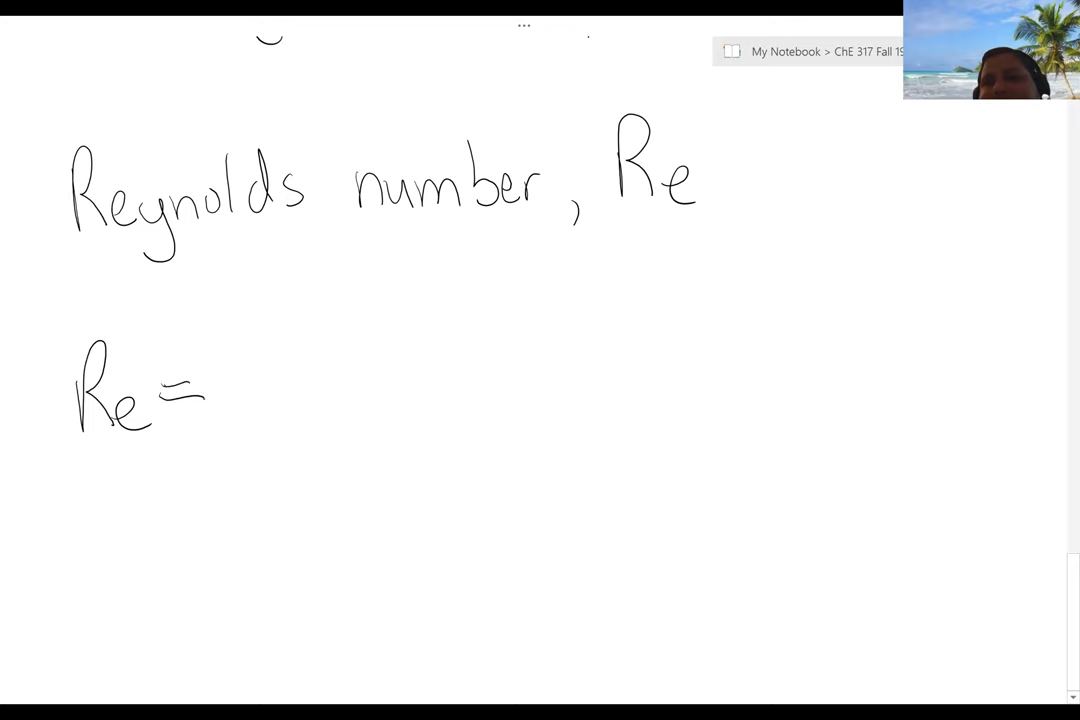 My Notebook > ChE 317 Fall 19
Reynolds number, Re
Re =